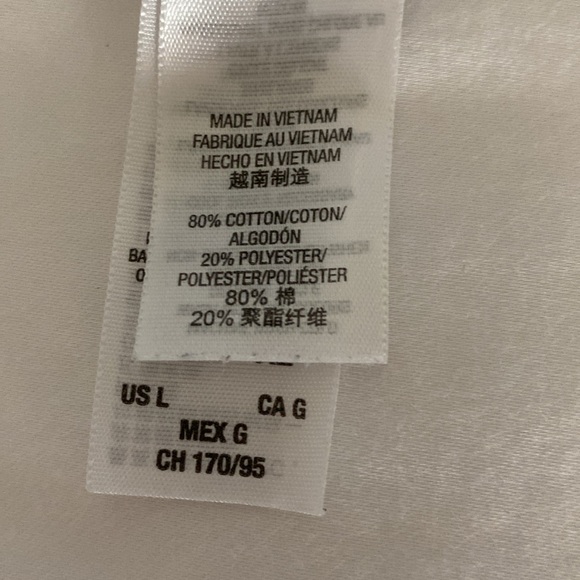 MADE IN VIETNAM
FABRIQUE AU VIETNAM
HECHO EN VIETNAM
越南制造
80% COTTON/COTON/
ALGODÓN
20% POLYESTER/
POLYESTER/POLIÉSTER
80% 棉
20% 聚酯纤维
US L CA G
MEX G
CH 170/95